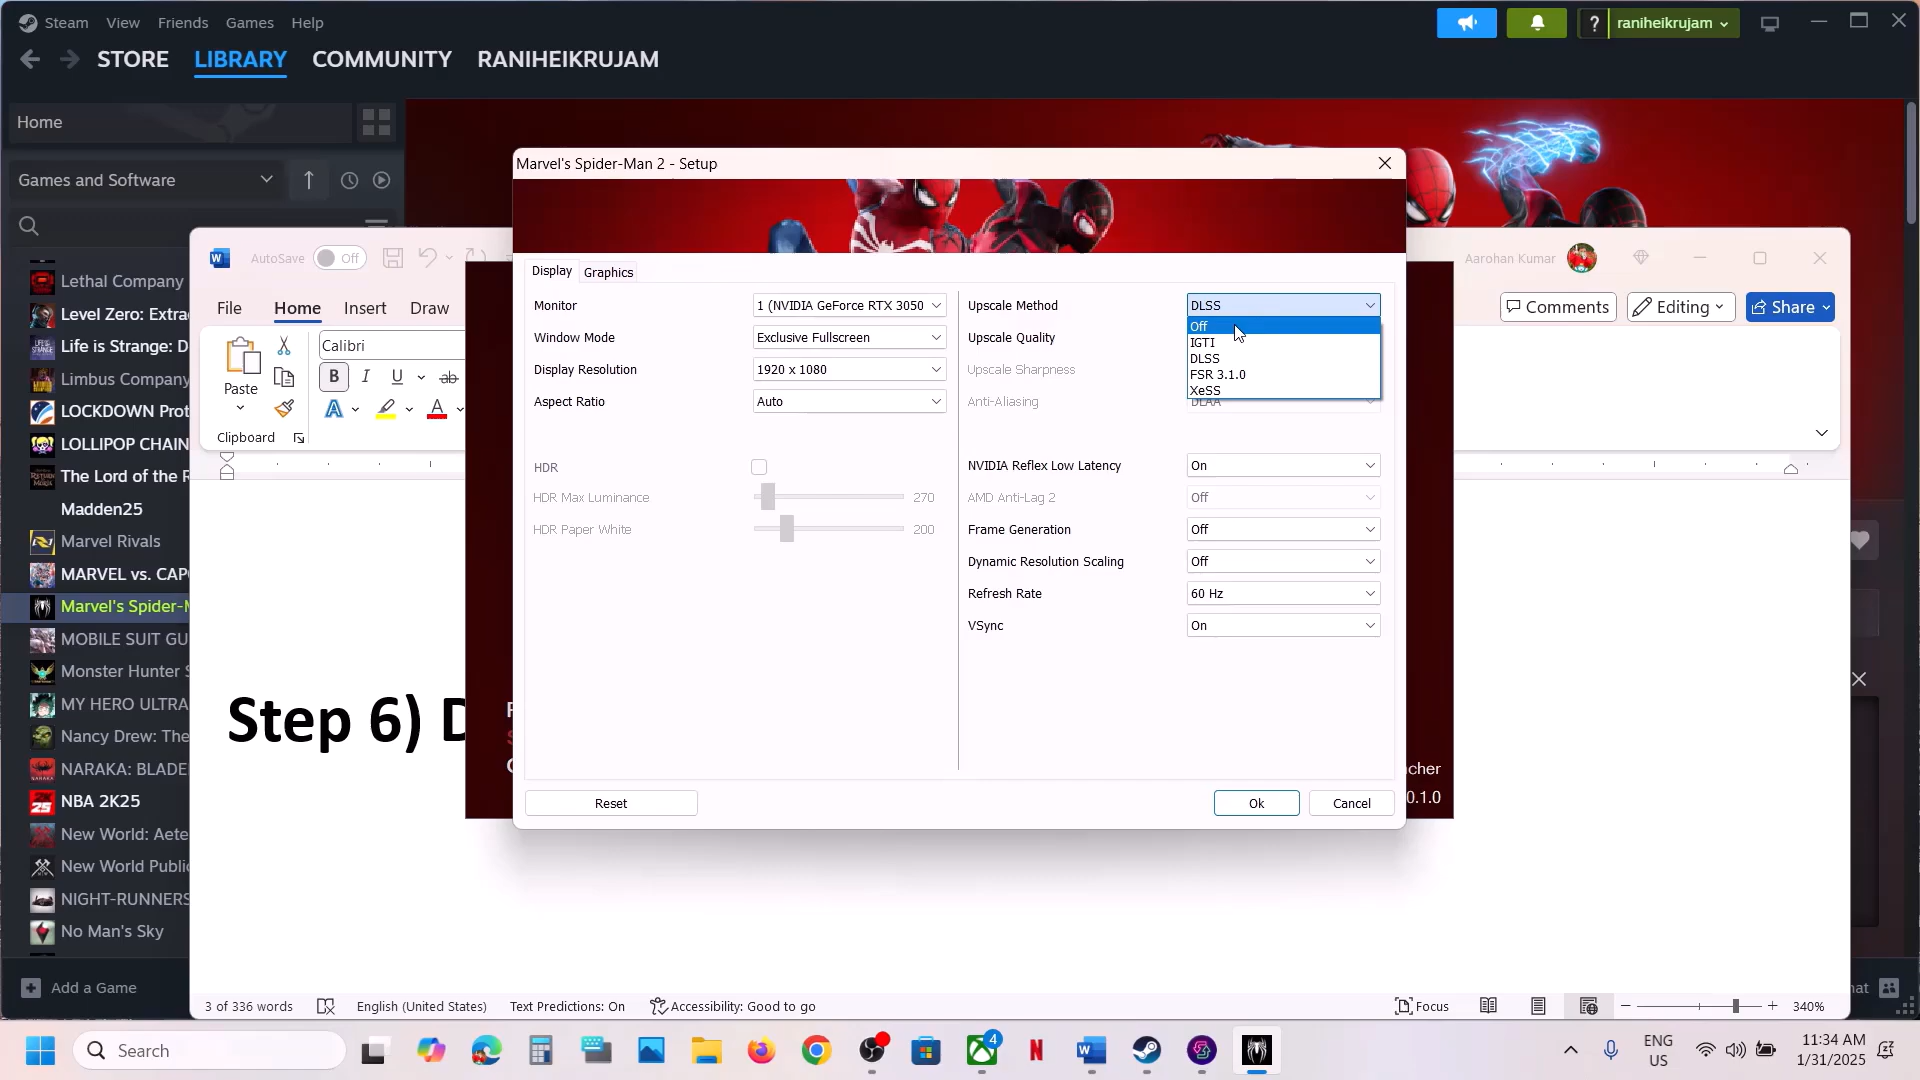 Steam View Friends Games Help
? raniheikrujam
STORE LIBRARY COMMUNITY RANIHEIKRUJAM
Home
Games and Software
Lethal Company
Level Zero: Extra
Life is Strange: D
Limbus Company
LOCKDOWN Prot
LOLLIPOP CHAIN
The Lord of the R
Madden25
Marvel Rivals
MARVEL vs. CAPC
Marvel's Spider-M
MOBILE SUIT GU
Monster Hunter S
MY HERO ULTRA
Nancy Drew: The
NARAKA: BLADE
NBA 2K25
New World: Aete
New World Public
NIGHT-RUNNERS
No Man's Sky
Add a Game
AutoSave Off
Aarohan Kumar
File Home Insert Draw
Comments Editing Share
Paste
Clipboard
Calibri
B I U ab
A A
Step 6) D
Marvel's Spider-Man 2 - Setup
Display Graphics
Monitor 1 (NVIDIA GeForce RTX 3050
Window Mode Exclusive Fullscreen
Display Resolution 1920 x 1080
Aspect Ratio Auto
HDR
HDR Max Luminance 270
HDR Paper White 200
Upscale Method DLSS
Off
IGTI
DLSS
FSR 3.1.0
XeSS
Upscale Quality
Upscale Sharpness
Anti-Aliasing DLAA
NVIDIA Reflex Low Latency On
AMD Anti-Lag 2 Off
Frame Generation Off
Dynamic Resolution Scaling Off
Refresh Rate 60 Hz
VSync On
Reset Ok Cancel
ncher
0.1.0
hat
3 of 336 words English (United States) Text Predictions: On Accessibility: Good to go
Focus 340%
Search
4
ENG
US
11:34 AM
1/31/2025